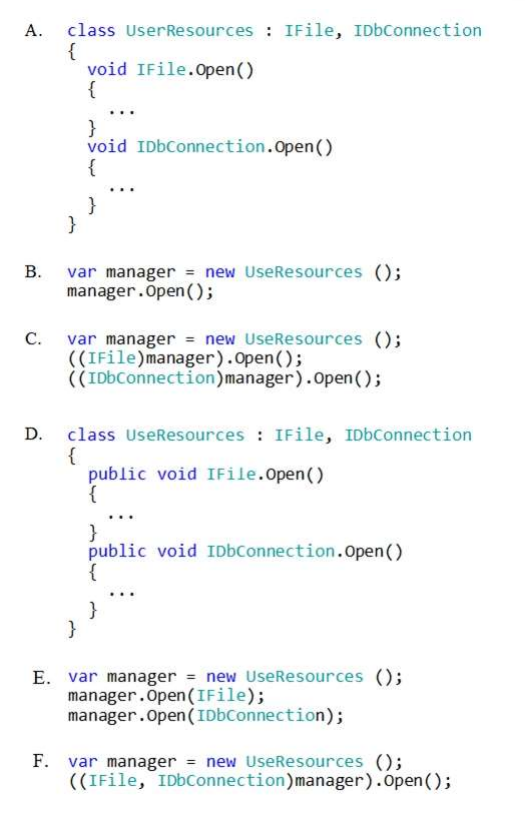 A. class UserResources : IFile, IDbConnection
{
void IFile.Open()
{
...
}
void IDbConnection.Open()
{
...
}
}
B. var manager = new UseResources ();
manager.Open();
C. var manager = new UseResources ();
((IFile)manager).Open();
((IDbConnection)manager).Open();
D. class UseResources : IFile, IDbConnection
{
public void IFile.Open()
{
...
}
public void IDbConnection.Open()
{
...
}
}
E. var manager = new UseResources ();
manager.Open(IFile);
manager.Open(IDbConnection);
F. var manager = new UseResources ();
((IFile, IDbConnection)manager).Open();